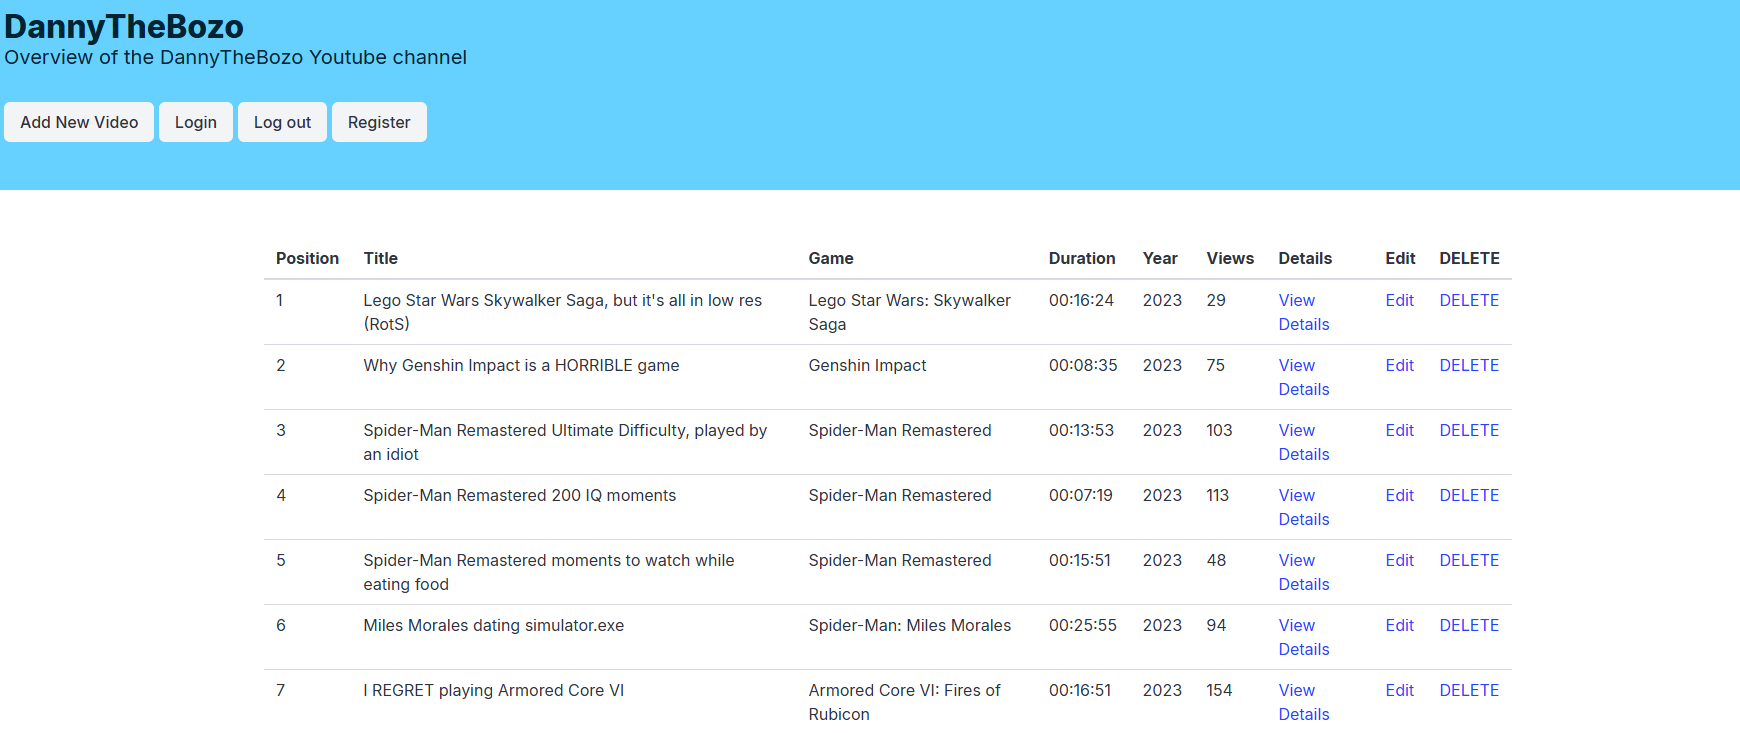 DannyTheBozo
Overview of the DannyTheBozo Youtube channel
Add New Video Login Log out Register
Position Title Game Duration Year Views Details Edit DELETE
1 Lego Star Wars Skywalker Saga, but it's all in low res Lego Star Wars: Skywalker 00:16:24 2023 29 View Edit DELETE
(RotS) Saga Details
2 Why Genshin Impact is a HORRIBLE game Genshin Impact 00:08:35 2023 75 View Edit DELETE
Details
3 Spider-Man Remastered Ultimate Difficulty, played by Spider-Man Remastered 00:13:53 2023 103 View Edit DELETE
an idiot Details
4 Spider-Man Remastered 200 IQ moments Spider-Man Remastered 00:07:19 2023 113 View Edit DELETE
Details
5 Spider-Man Remastered moments to watch while Spider-Man Remastered 00:15:51 2023 48 View Edit DELETE
eating food Details
6 Miles Morales dating simulator.exe Spider-Man: Miles Morales 00:25:55 2023 94 View Edit DELETE
Details
7 I REGRET playing Armored Core VI Armored Core VI: Fires of 00:16:51 2023 154 View Edit DELETE
Rubicon Details